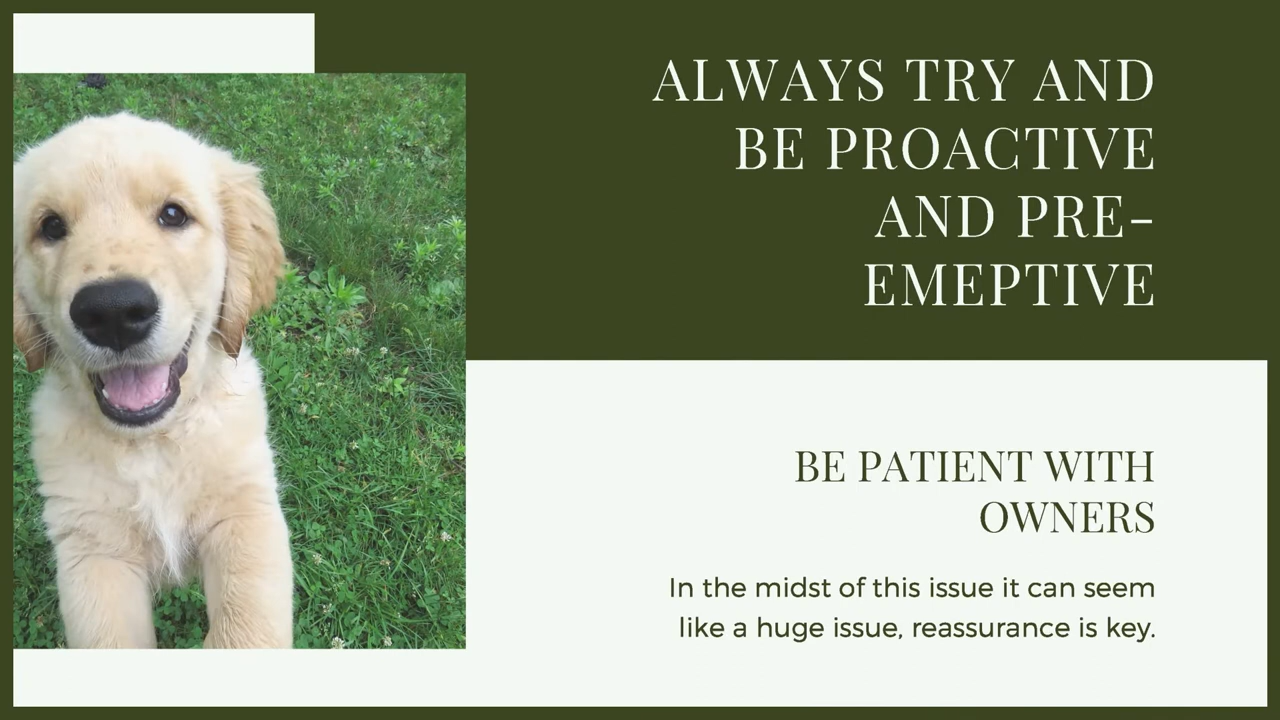 ALWAYS TRY AND
BE PROACTIVE
AND PRE-
EMEPTIVE
BE PATIENT WITH
OWNERS
In the midst of this issue it can seem
like a huge issue, reassurance is key.